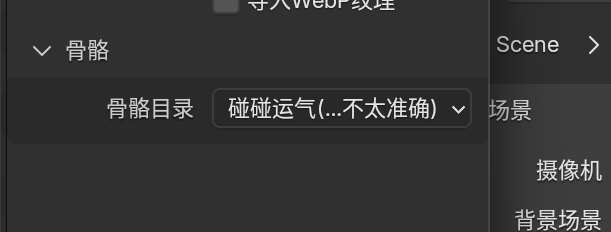 导入WebP纹理
骨骼
Scene
骨骼目录
碰碰运气(...不太准确)
场景
摄像机
背景场景